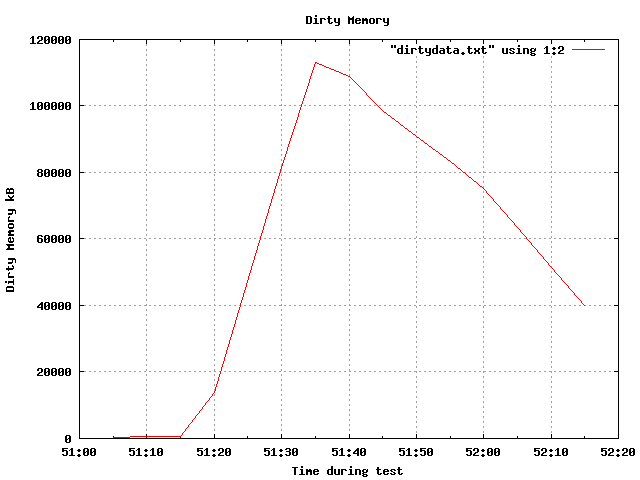 Dirty Memory
"dirtydata.txt" using 1:2
120000
100000
80000
60000
40000
20000
0
Dirty Memory kB
51:00 51:10 51:20 51:30 51:40 51:50 52:00 52:10 52:20
Time during test